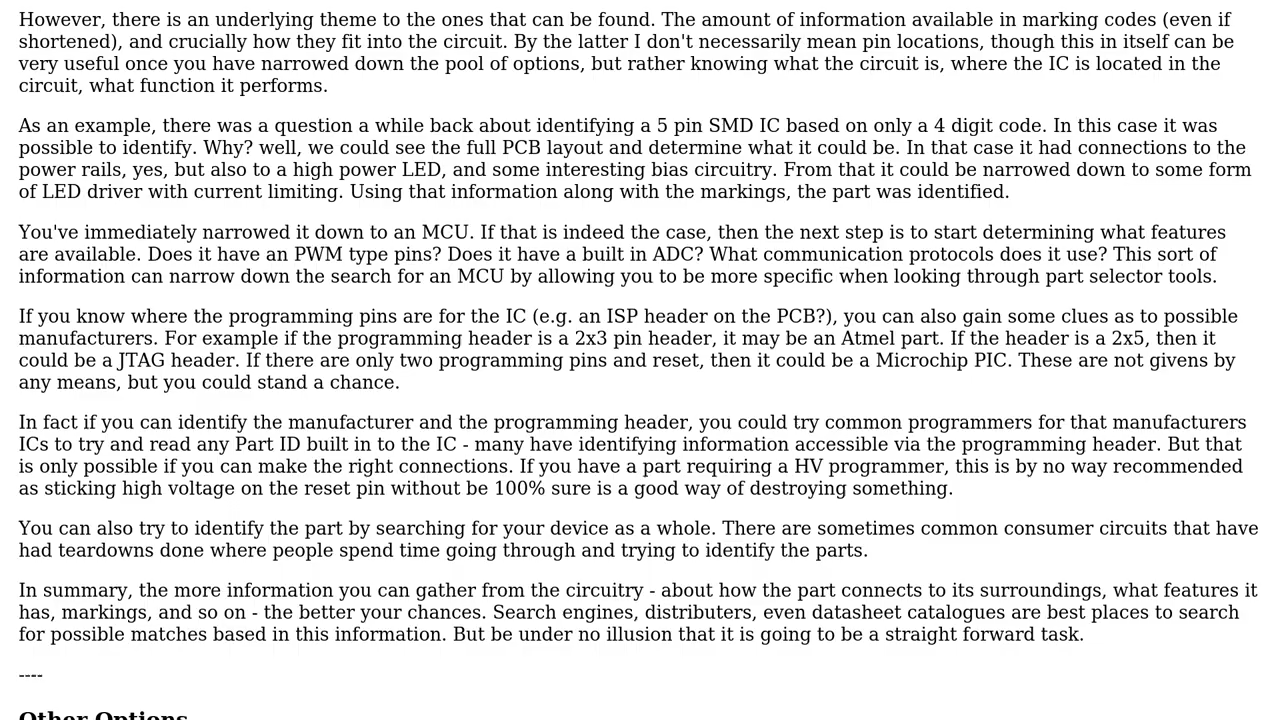 However, there is an underlying theme to the ones that can be found. The amount of information available in marking codes (even if
shortened), and crucially how they fit into the circuit. By the latter I don't necessarily mean pin locations, though this in itself can be
very useful once you have narrowed down the pool of options, but rather knowing what the circuit is, where the IC is located in the
circuit, what function it performs.
As an example, there was a question a while back about identifying a 5 pin SMD IC based on only a 4 digit code. In this case it was
possible to identify. Why? well, we could see the full PCB layout and determine what it could be. In that case it had connections to the
power rails, yes, but also to a high power LED, and some interesting bias circuitry. From that it could be narrowed down to some form
of LED driver with current limiting. Using that information along with the markings, the part was identified.
You've immediately narrowed it down to an MCU. If that is indeed the case, then the next step is to start determining what features
are available. Does it have an PWM type pins? Does it have a built in ADC? What communication protocols does it use? This sort of
information can narrow down the search for an MCU by allowing you to be more specific when looking through part selector tools.
If you know where the programming pins are for the IC (e.g. an ISP header on the PCB?), you can also gain some clues as to possible
manufacturers. For example if the programming header is a 2x3 pin header, it may be an Atmel part. If the header is a 2x5, then it
could be a JTAG header. If there are only two programming pins and reset, then it could be a Microchip PIC. These are not givens by
any means, but you could stand a chance.
In fact if you can identify the manufacturer and the programming header, you could try common programmers for that manufacturers
ICs to try and read any Part ID built in to the IC - many have identifying information accessible via the programming header. But that
is only possible if you can make the right connections. If you have a part requiring a HV programmer, this is by no way recommended
as sticking high voltage on the reset pin without be 100% sure is a good way of destroying something.
You can also try to identify the part by searching for your device as a whole. There are sometimes common consumer circuits that have
had teardowns done where people spend time going through and trying to identify the parts.
In summary, the more information you can gather from the circuitry - about how the part connects to its surroundings, what features it
has, markings, and so on - the better your chances. Search engines, distributers, even datasheet catalogues are best places to search
for possible matches based in this information. But be under no illusion that it is going to be a straight forward task.
----
Other Options